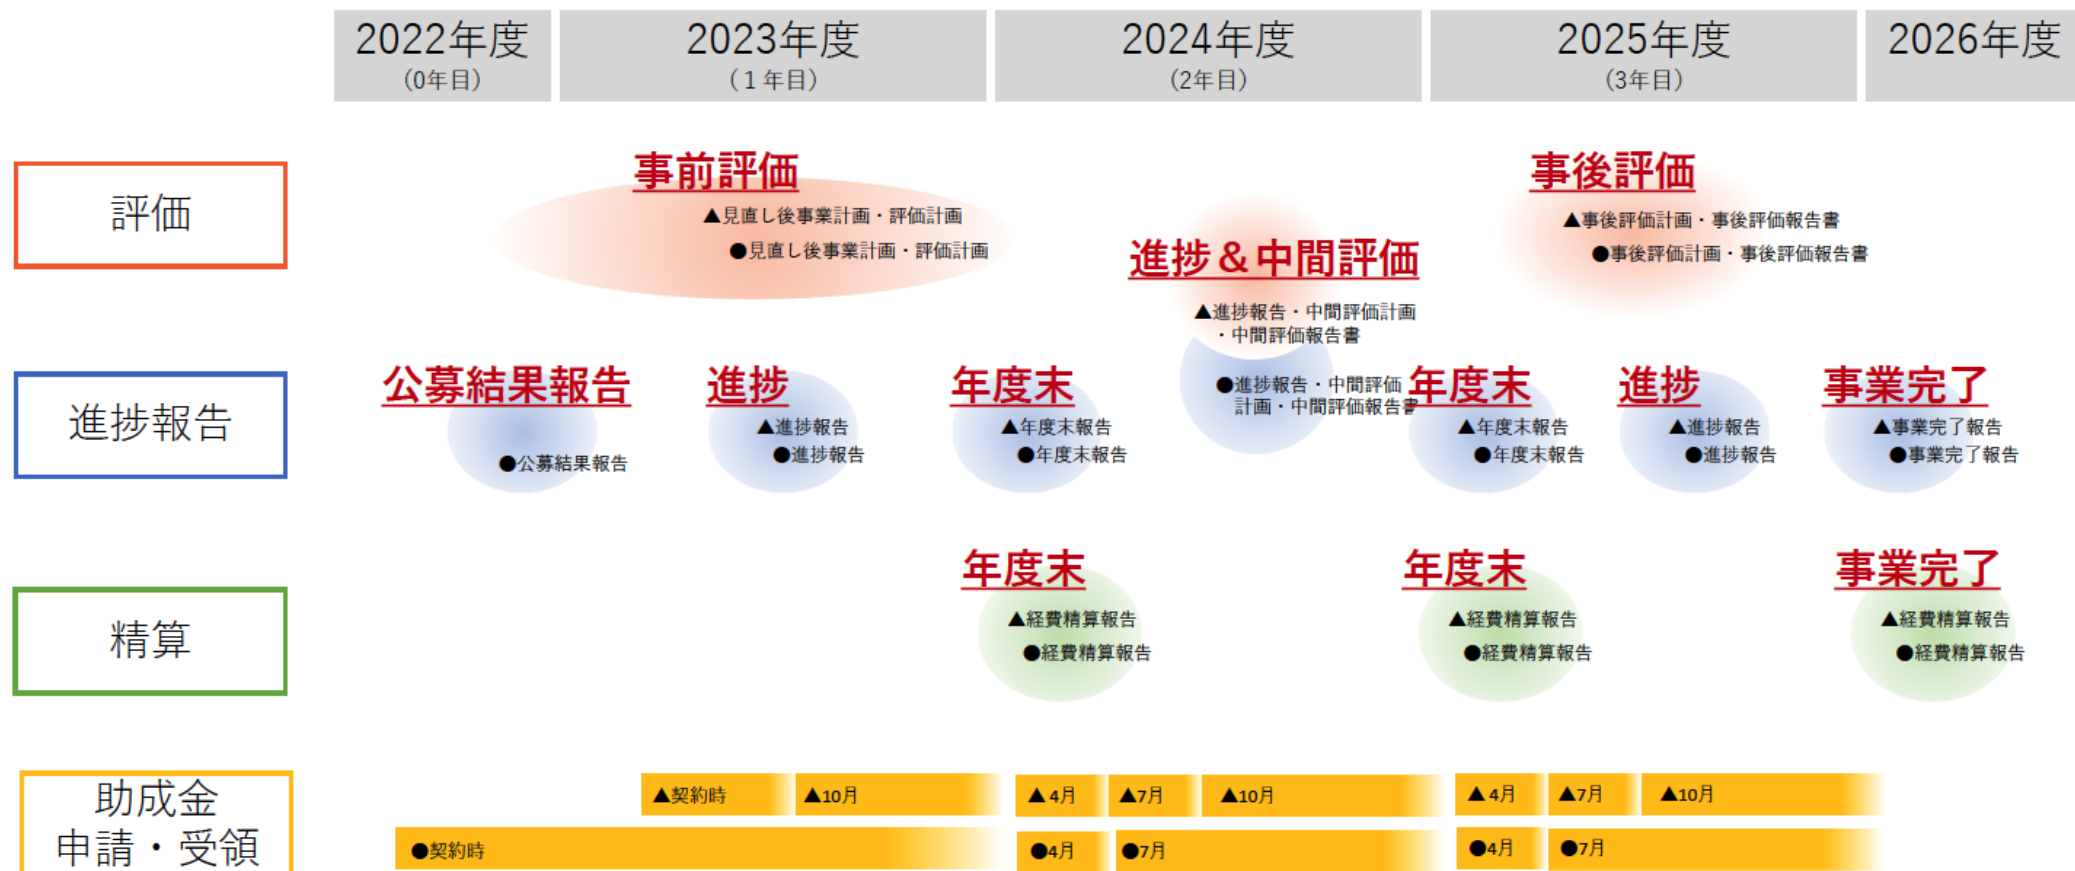 2022年度
(0年目)
2023年度
(１年目)
2024年度
(2年目)
2025年度
(3年目)
2026年度
評価
事前評価
▲見直し後事業計画・評価計画
●見直し後事業計画・評価計画
進捗＆中間評価
▲進捗報告・中間評価計画
・中間評価報告書
●進捗報告・中間評価
計画・中間評価報告書
事後評価
▲事後評価計画・事後評価報告書
●事後評価計画・事後評価報告書
進捗報告
公募結果報告
●公募結果報告
進捗
▲進捗報告
●進捗報告
年度末
▲年度末報告
●年度末報告
年度末
▲年度末報告
●年度末報告
進捗
▲進捗報告
●進捗報告
事業完了
▲事業完了報告
●事業完了報告
精算
年度末
▲経費精算報告
●経費精算報告
年度末
▲経費精算報告
●経費精算報告
事業完了
▲経費精算報告
●経費精算報告
助成金
申請・受領
▲契約時
▲10月
▲4月
▲7月
▲10月
▲4月
▲7月
▲10月
●契約時
●4月
●7月
●4月
●7月